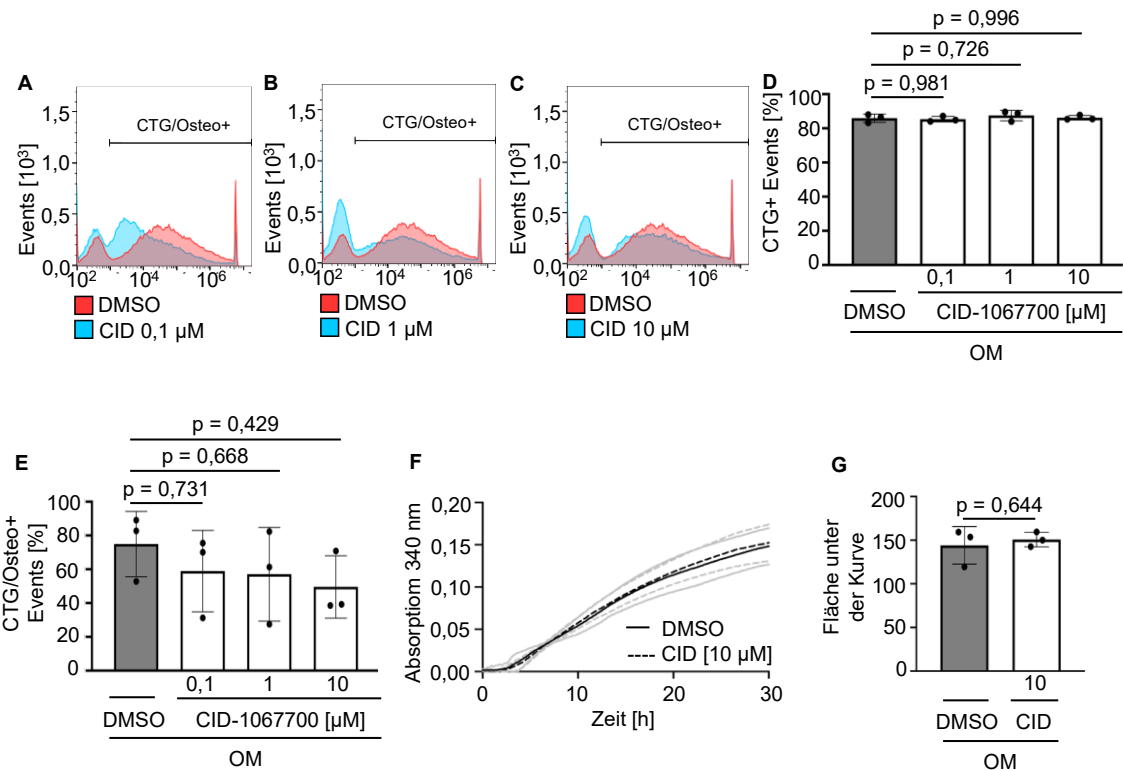 A
Events [10³]
1,5
1,0
0,5
0,0
CTG/Osteo+
10² 10⁴ 10⁶
DMSO
CID 0,1 µM
B
Events [10³]
1,5
1,0
0,5
0,0
CTG/Osteo+
10² 10⁴ 10⁶
DMSO
CID 1 µM
C
Events [10³]
1,5
1,0
0,5
0,0
CTG/Osteo+
10² 10⁴ 10⁶
DMSO
CID 10 µM
D
p = 0,996
p = 0,726
p = 0,981
CTG+ Events [%]
100
80
60
40
20
0
0,1 1 10
DMSO CID-1067700 [µM]
OM
E
p = 0,429
p = 0,668
p = 0,731
CTG/Osteo+
Events [%]
100
80
60
40
20
0
0,1 1 10
DMSO CID-1067700 [µM]
OM
F
Absorptiom 340 nm
0,20
0,15
0,10
0,05
0,00
DMSO
CID [10 µM]
0 10 20 30
Zeit [h]
G
p = 0,644
Fläche unter
der Kurve
200
150
100
50
0
10
DMSO CID
OM